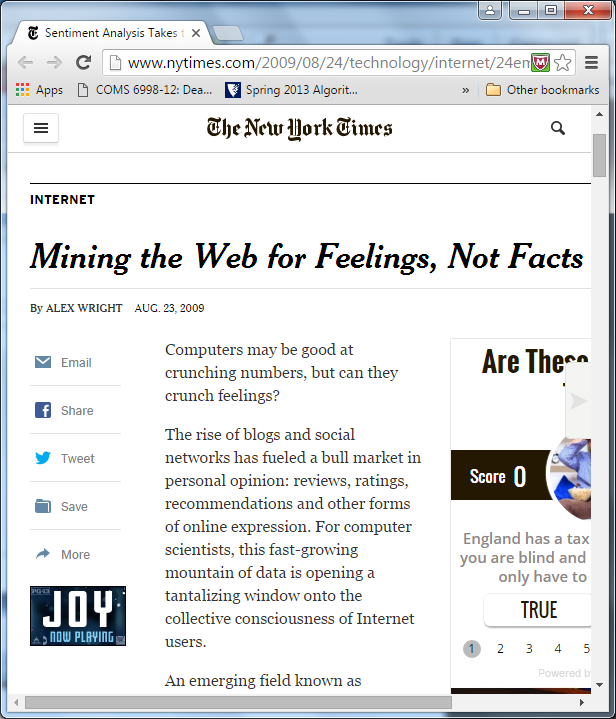 Sentiment Analysis Takes t
www.nytimes.com/2009/08/24/technology/internet/24em
Apps COMS 6998-12: Dea... Spring 2013 Algorit... » Other bookmarks
The New York Times
INTERNET
Mining the Web for Feelings, Not Facts
By ALEX WRIGHT AUG. 23, 2009
Email
Share
Tweet
Save
More
PG-13
JOY
NOW PLAYING
Computers may be good at
crunching numbers, but can they
crunch feelings?
The rise of blogs and social
networks has fueled a bull market in
personal opinion: reviews, ratings,
recommendations and other forms
of online expression. For computer
scientists, this fast-growing
mountain of data is opening a
tantalizing window onto the
collective consciousness of Internet
users.
An emerging field known as
Are These
Score 0
England has a tax
you are blind and
only have to
TRUE
1 2 3 4 5
Powered by